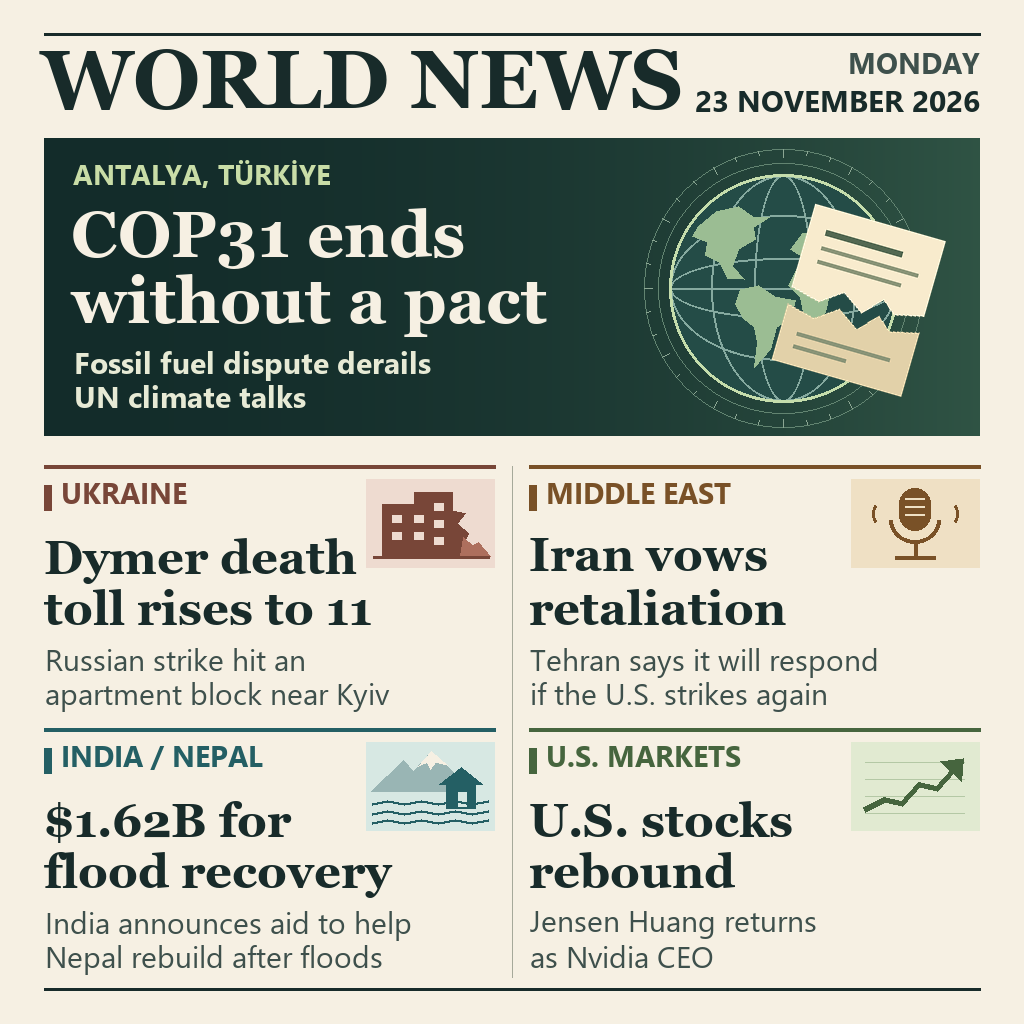 WORLD NEWS
MONDAY
23 NOVEMBER 2026
ANTALYA, TÜRKİYE
COP31 ends
without a pact
Fossil fuel dispute derails
UN climate talks
UKRAINE
Dymer death
toll rises to 11
Russian strike hit an
apartment block near Kyiv
MIDDLE EAST
Iran vows
retaliation
Tehran says it will respond
if the U.S. strikes again
INDIA / NEPAL
$1.62B for
flood recovery
India announces aid to help
Nepal rebuild after floods
U.S. MARKETS
U.S. stocks
rebound
Jensen Huang returns
as Nvidia CEO